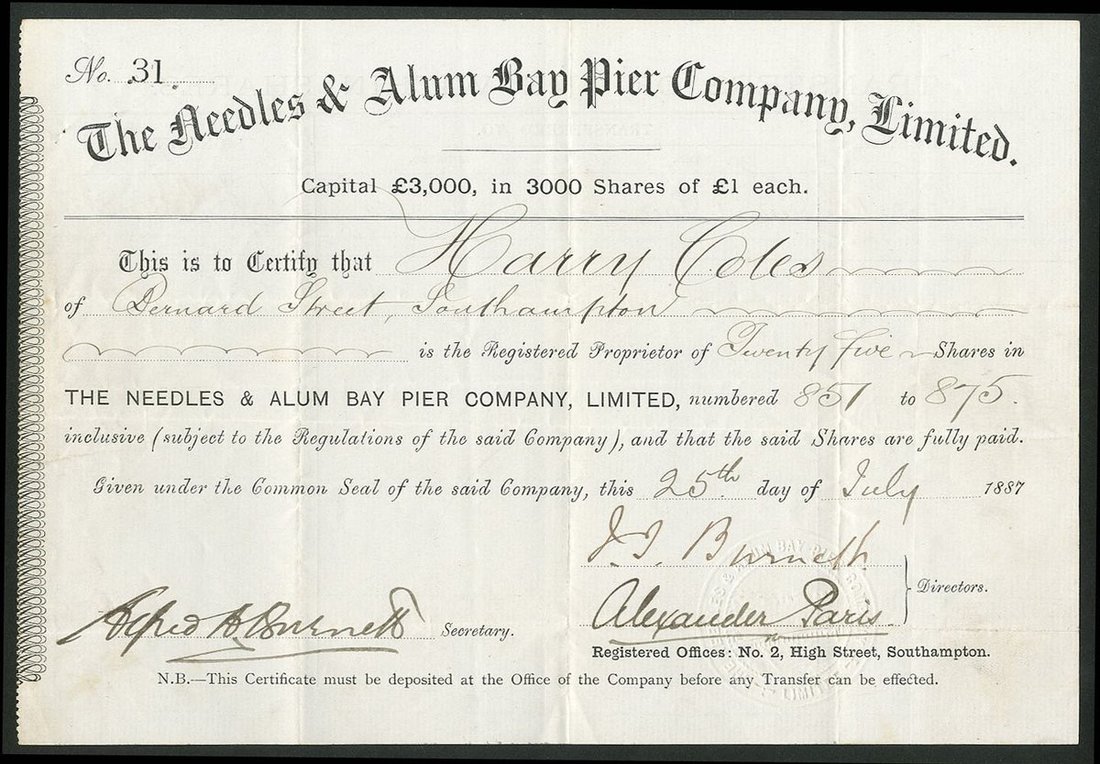 No. 31.
The Needles & Alum Bay Pier Company, Limited.
Capital £3,000, in 3000 Shares of £1 each.
This is to Certify that Harry Coles
of Bernard Street, Southampton
is the Registered Proprietor of Twenty five Shares in
THE NEEDLES & ALUM BAY PIER COMPANY, LIMITED, numbered 851 to 875.
inclusive (subject to the Regulations of the said Company), and that the said Shares are fully paid.
Given under the Common Seal of the said Company, this 25th. day of July 1887
J. J. Burnett
Directors.
Alexander Paris.
Alfred A Burnett Secretary.
Registered Offices: No. 2, High Street, Southampton.
N.B.—This Certificate must be deposited at the Office of the Company before any Transfer can be effected.